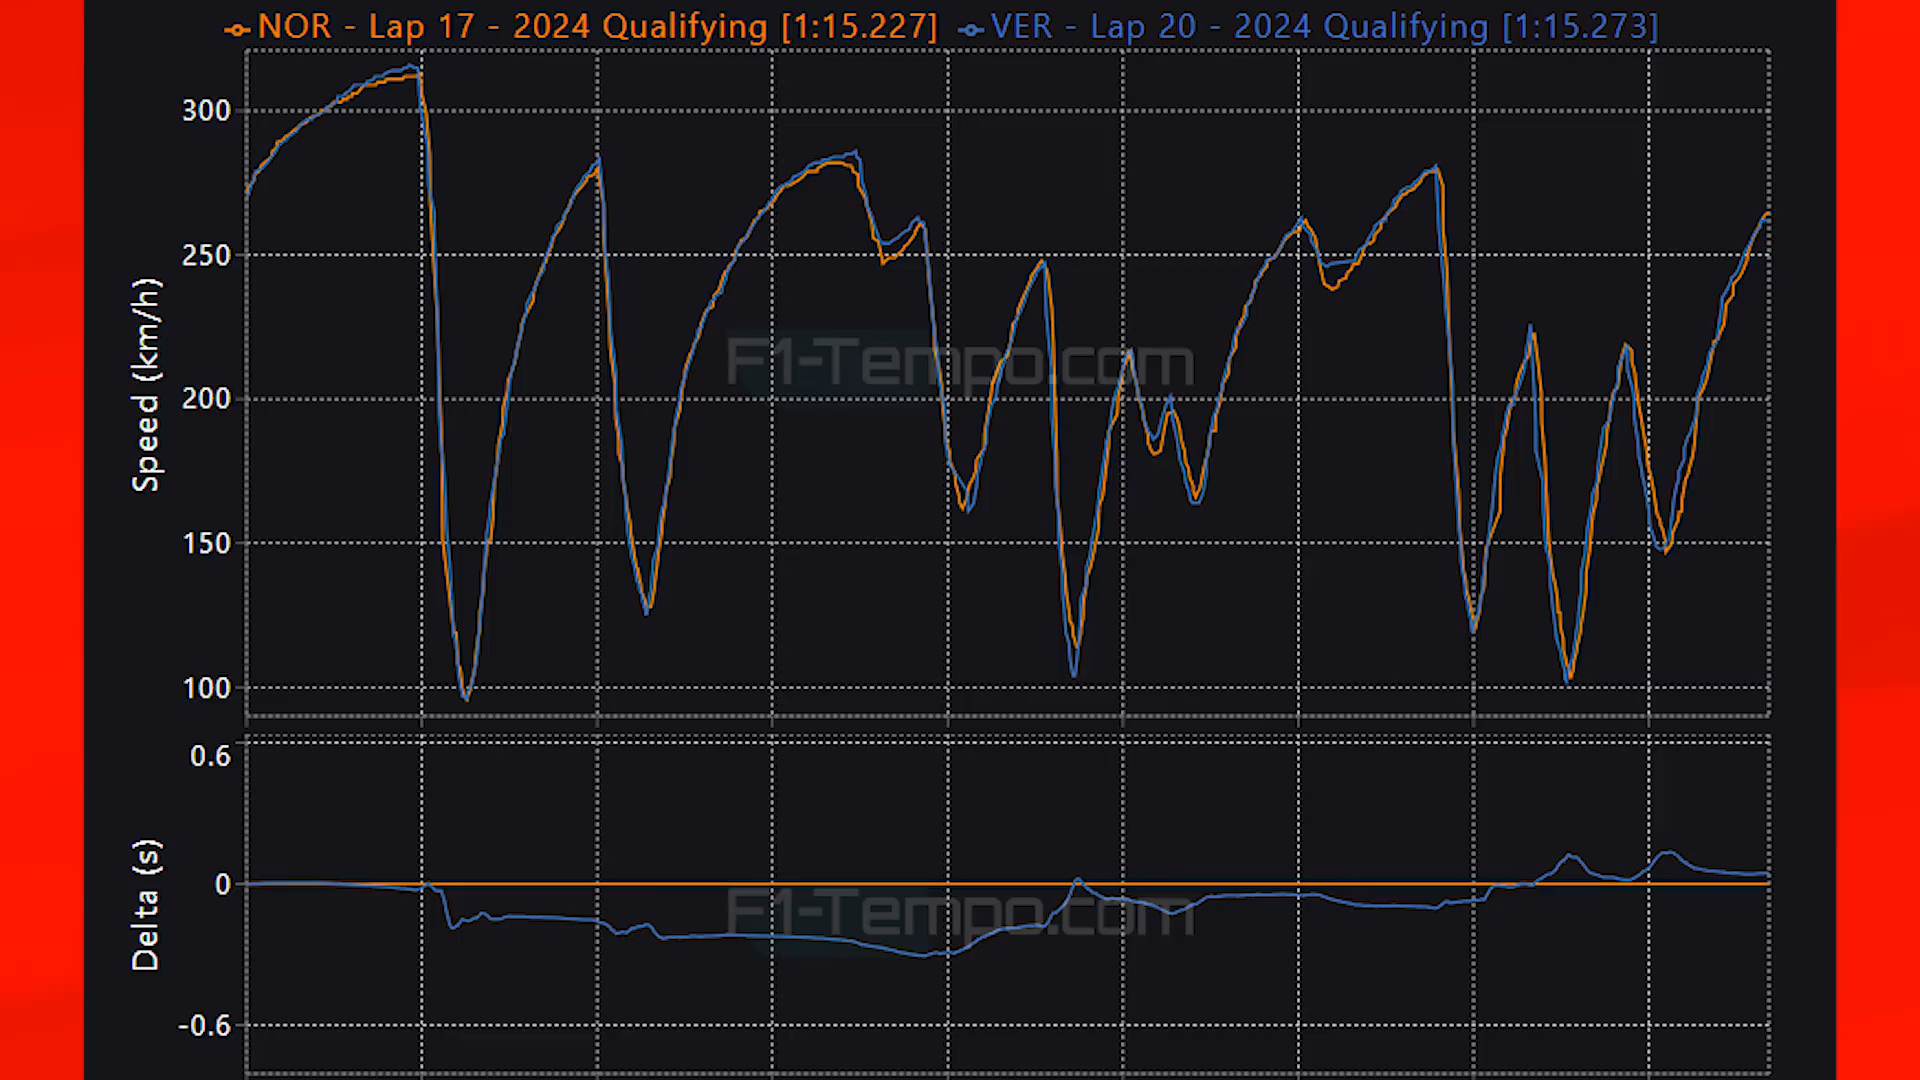 NOR - Lap 17 - 2024 Qualifying [1:15.227] VER - Lap 20 - 2024 Qualifying [1:15.273]
300
250
200
150
100
Speed (km/h)
F1-Tempo.com
0.6
0
-0.6
Delta (s)
F1-Tempo.com